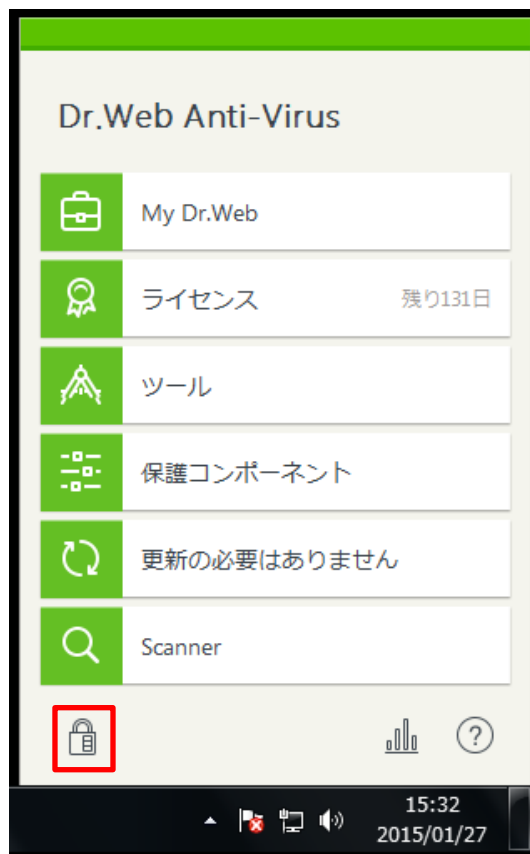 Dr.Web Anti-Virus
My Dr.Web
ライセンス 残り131日
ツール
保護コンポーネント
更新の必要はありません
Scanner
?
15:32
2015/01/27